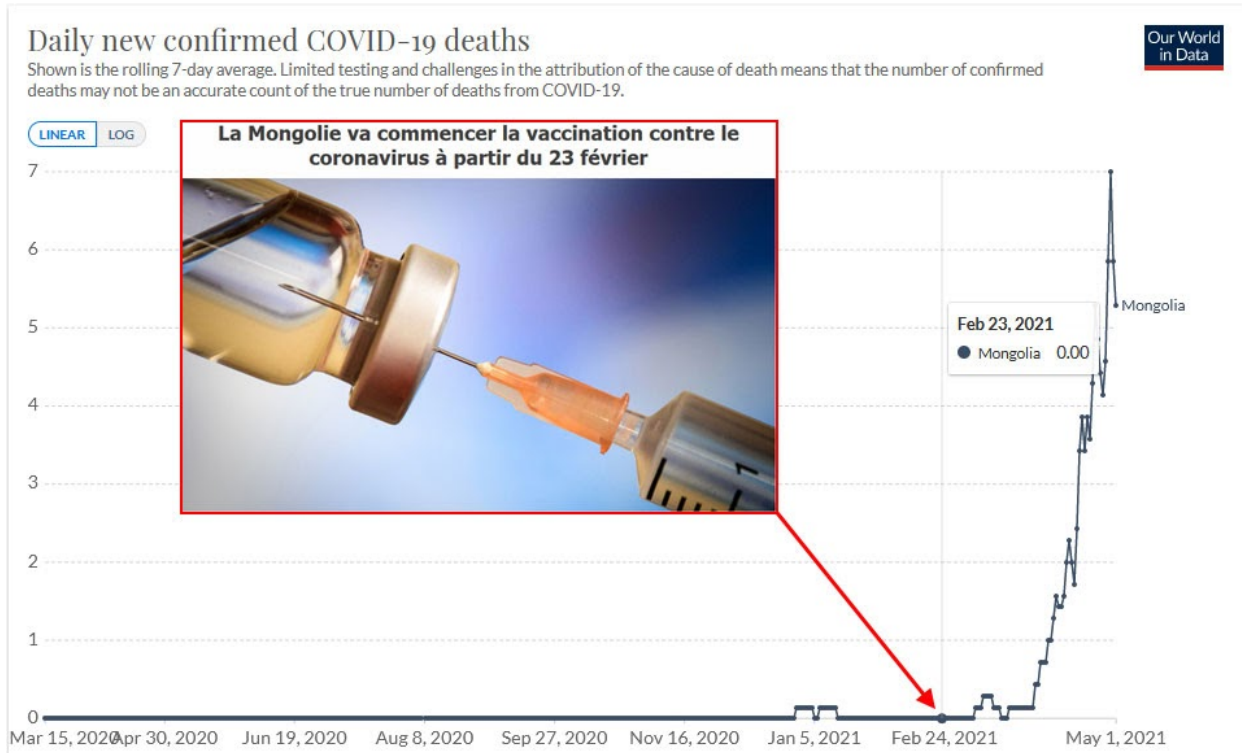 Daily new confirmed COVID-19 deaths
Our World
in Data
Shown is the rolling 7-day average. Limited testing and challenges in the attribution of the cause of death means that the number of confirmed
deaths may not be an accurate count of the true number of deaths from COVID-19.
LINEAR LOG
La Mongolie va commencer la vaccination contre le
coronavirus à partir du 23 février
7
6
5
4
3
2
1
0
1
Feb 23, 2021
Mongolia 0.00
Mongolia
Mar 15, 2020 Apr 30, 2020 Jun 19, 2020 Aug 8, 2020 Sep 27, 2020 Nov 16, 2020 Jan 5, 2021 Feb 24, 2021 May 1, 2021